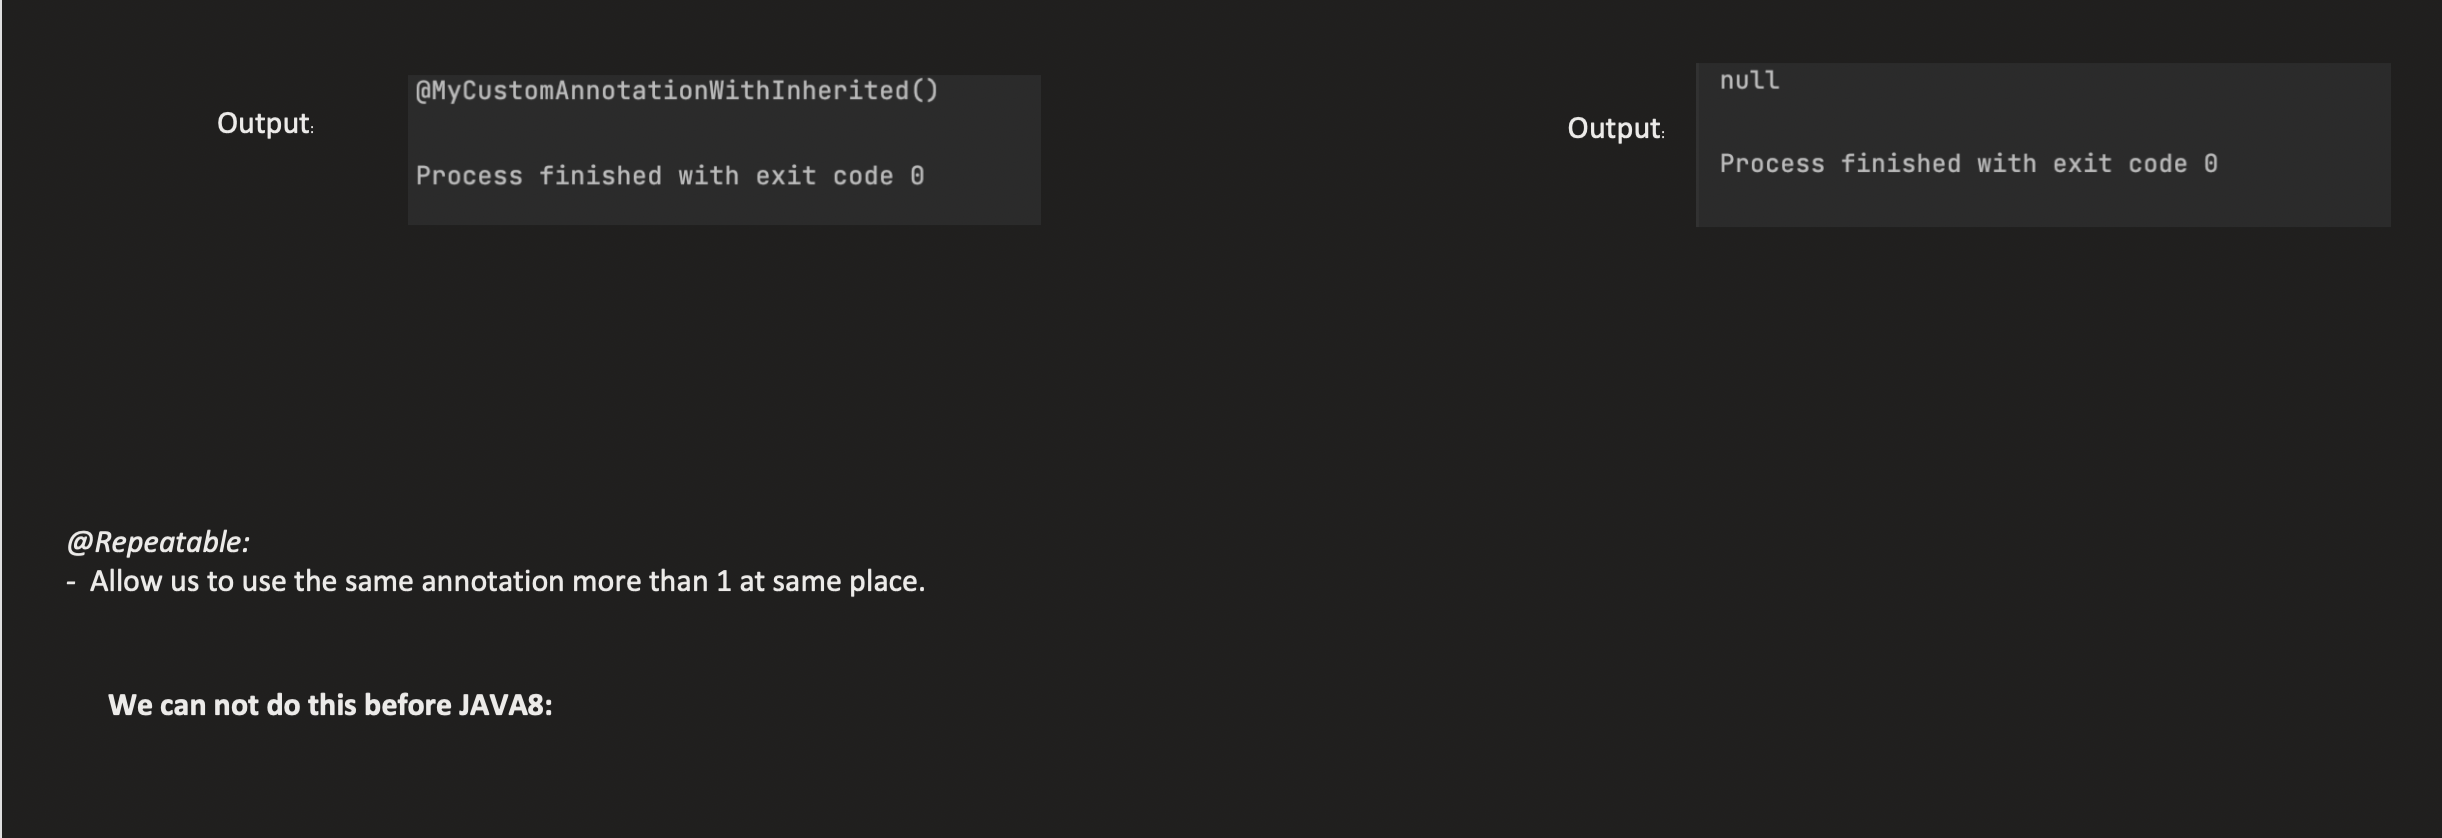 Output:
@MyCustomAnnotationWithInherited()
Process finished with exit code 0
Output:
null
Process finished with exit code 0
@Repeatable:
- Allow us to use the same annotation more than 1 at same place.
We can not do this before JAVA8: